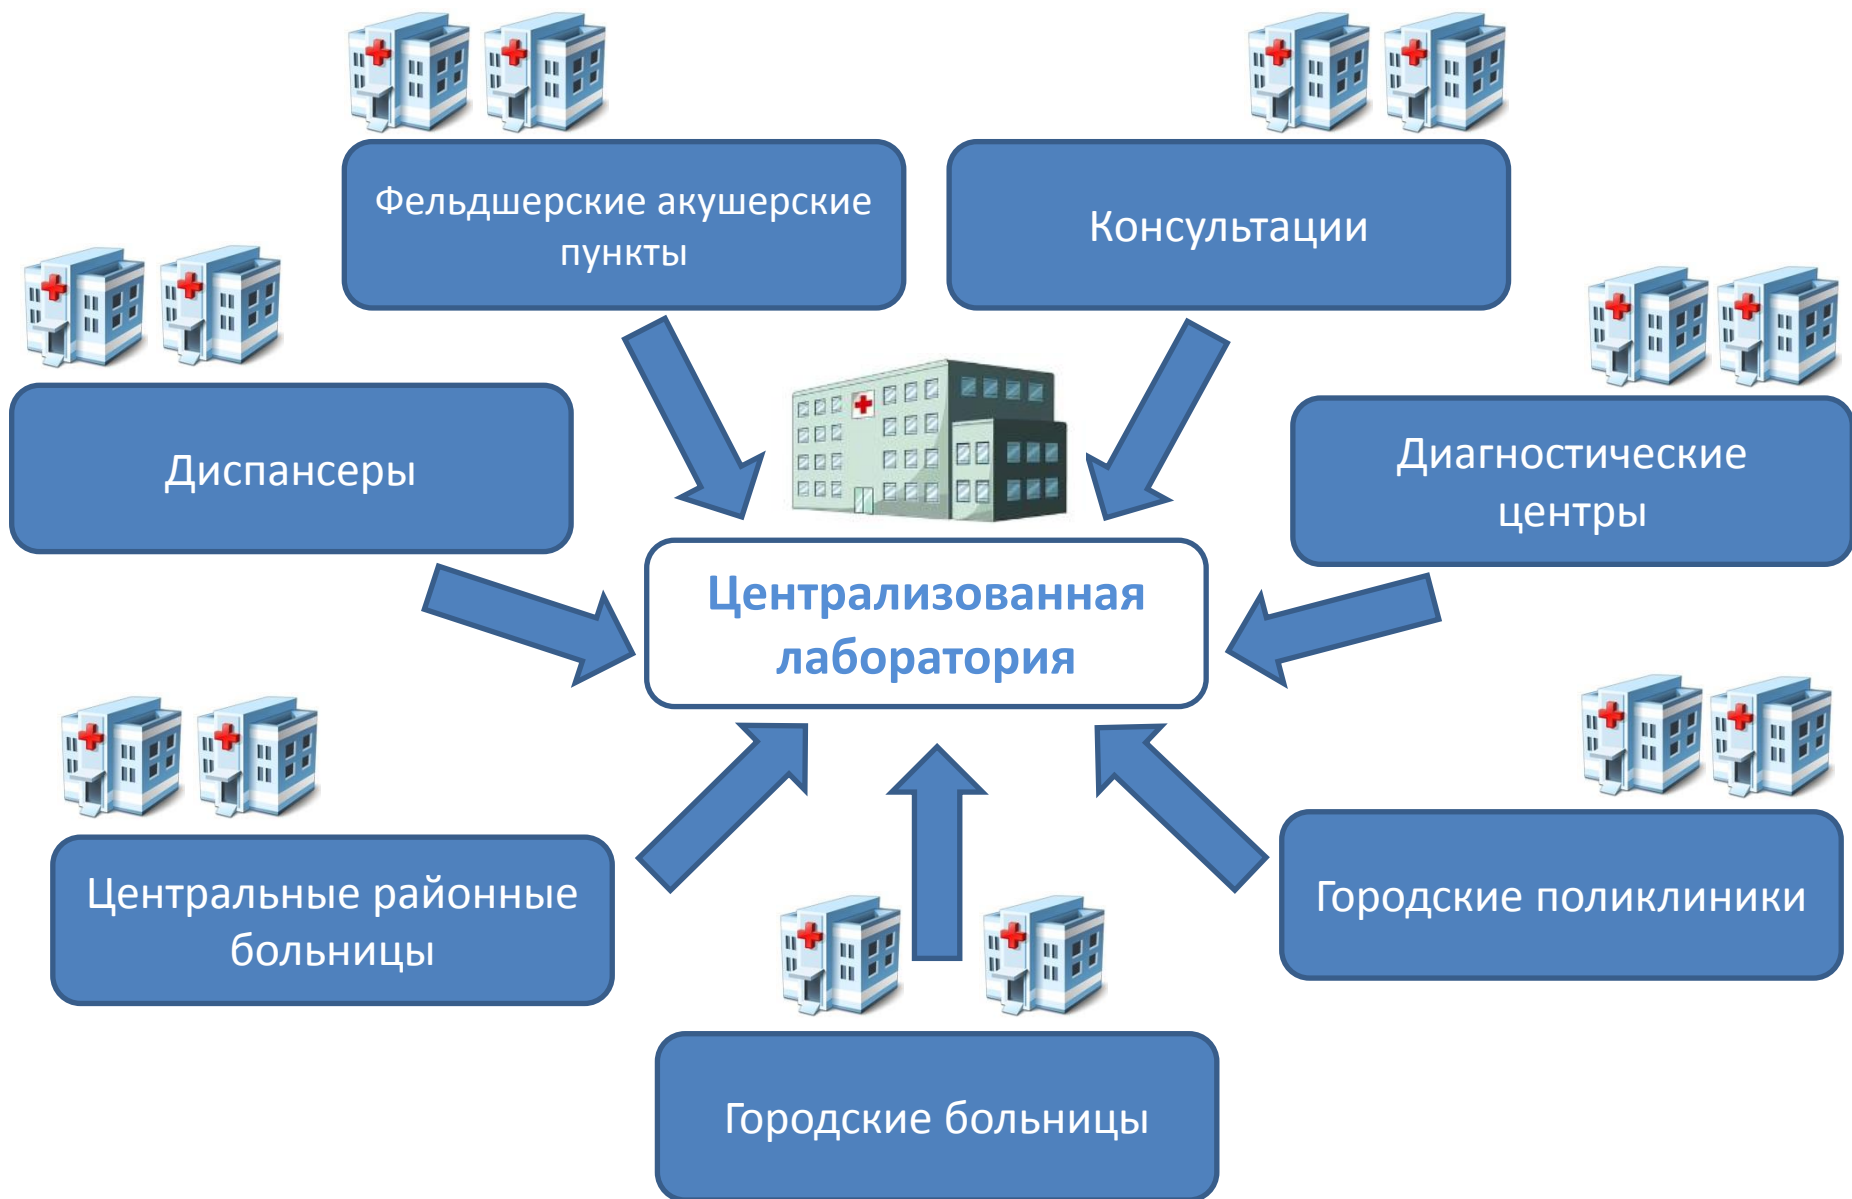 Фельдшерские акушерские
пункты
Консультации
Диспансеры
Диагностические
центры
Централизованная
лаборатория
Центральные районные
больницы
Городские поликлиники
Городские больницы